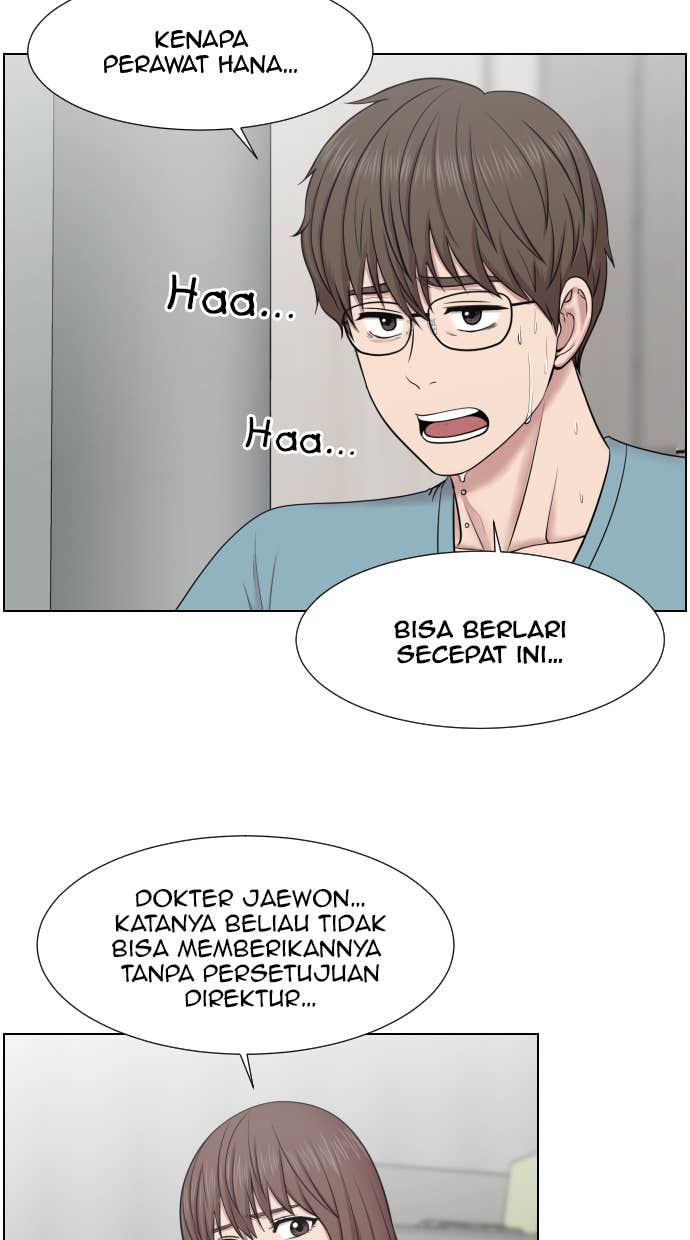 KENAPA
PERAWAT HANA...
Haa...
Haa...
BISA BERLARI
SECEPAT INI...
DOKTER JAEWON...
KATANYA BELIAU TIDAK
BISA MEMBERIKANNYA
TANPA PERSETUJUAN
DIREKTUR...